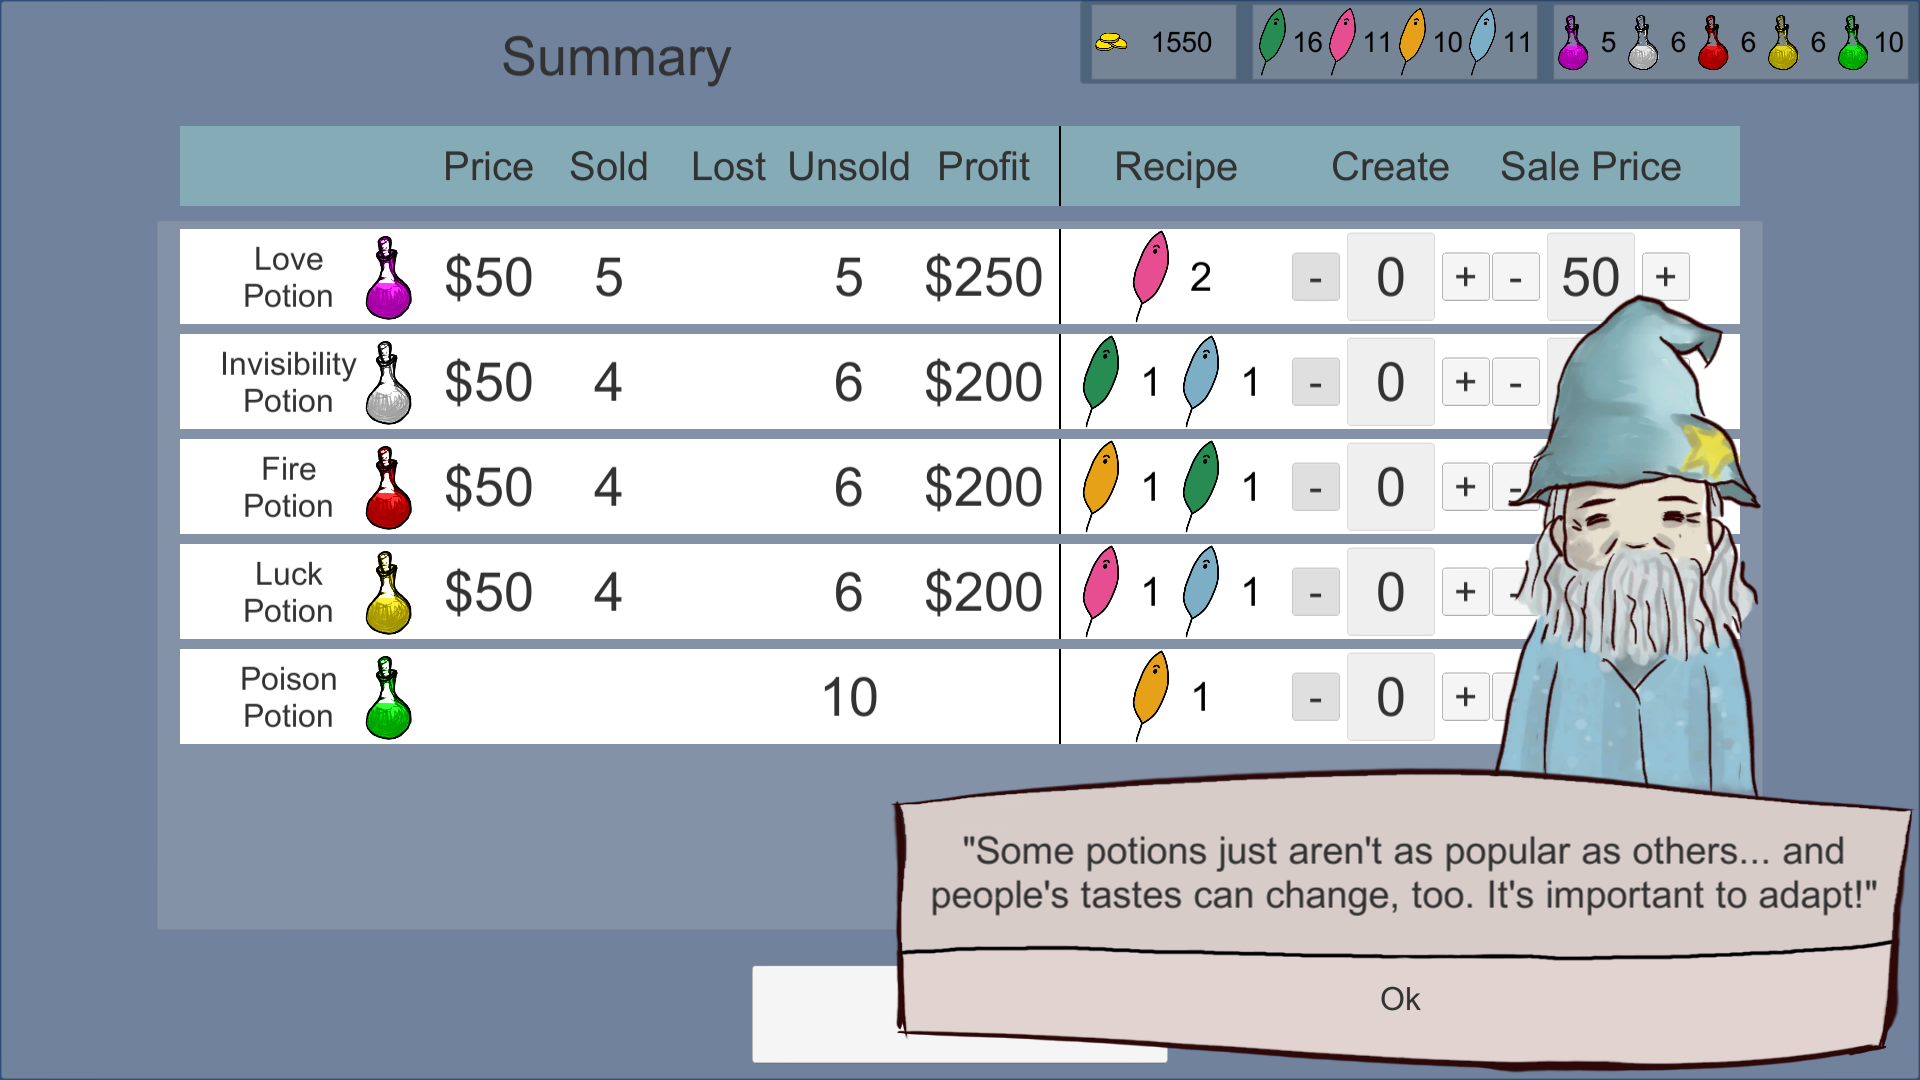 Summary
1550 16 11 10 11 5 6 6 6 10
Price Sold Lost Unsold Profit Recipe Create Sale Price
Love
Potion
$50 5 5 $250 2 - 0 + - 50 +
Invisibility
Potion
$50 4 6 $200 1 1 - 0 + -
Fire
Potion
$50 4 6 $200 1 1 - 0 + -
Luck
Potion
$50 4 6 $200 1 1 - 0 + -
Poison
Potion
10 1 - 0 +
"Some potions just aren't as popular as others... and
people's tastes can change, too. It's important to adapt!"
Ok